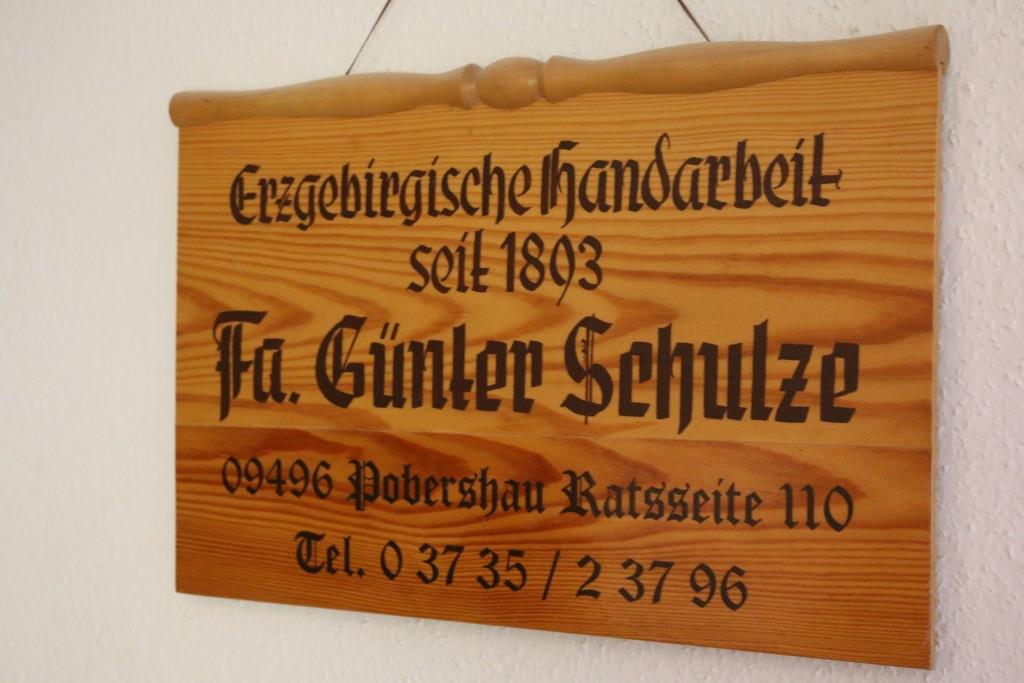 Erzgebirgische Handarbeit
seit 1893
Fa. Günter Schulze
09496 Pobershau Ratsseite 110
Tel. 0 37 35 / 2 37 96